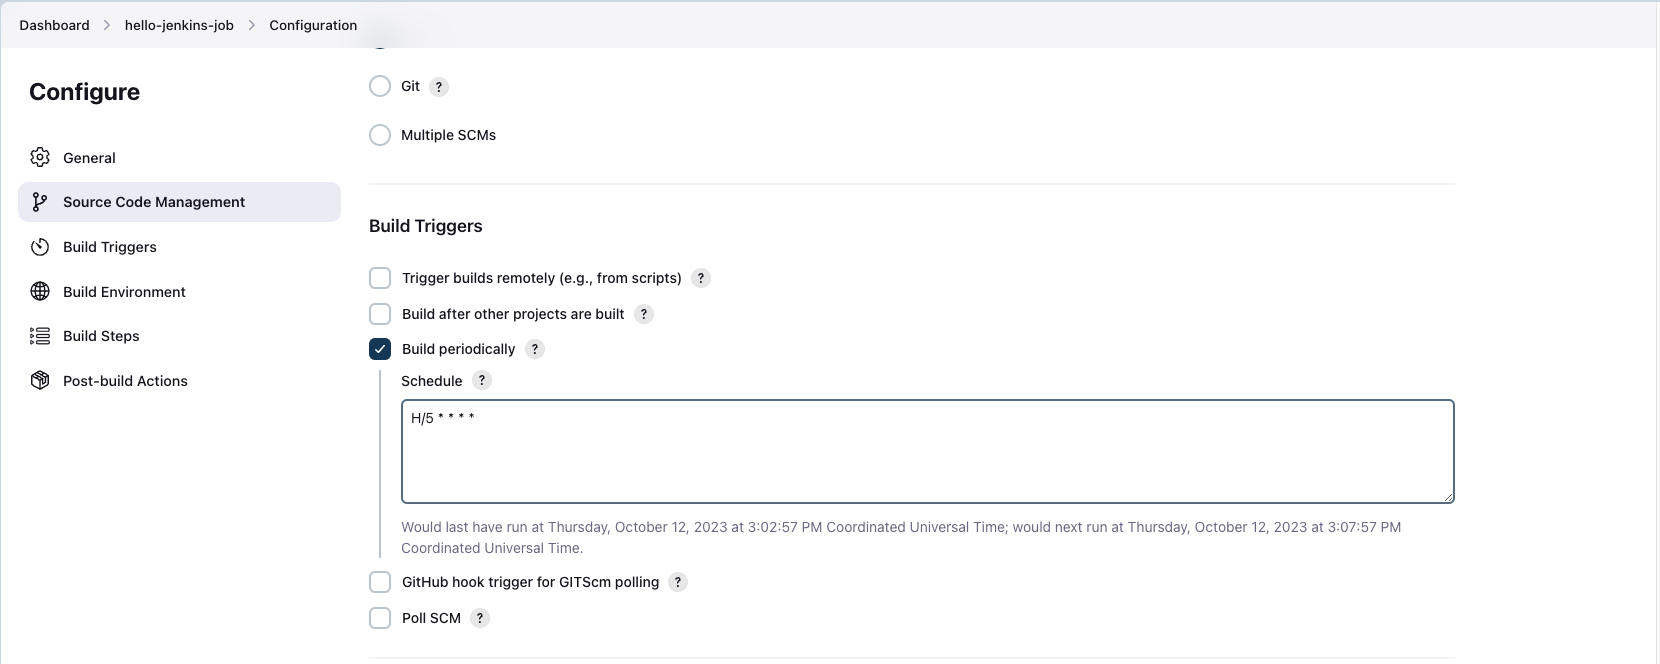 Dashboard > hello-jenkins-job > Configuration
Configure
General
Source Code Management
Build Triggers
Build Environment
Build Steps
Post-build Actions
Git ?
Multiple SCMs
Build Triggers
Trigger builds remotely (e.g., from scripts) ?
Build after other projects are built ?
Build periodically ?
Schedule ?
H/5 * * * *
Would last have run at Thursday, October 12, 2023 at 3:02:57 PM Coordinated Universal Time; would next run at Thursday, October 12, 2023 at 3:07:57 PM
Coordinated Universal Time.
GitHub hook trigger for GITScm polling ?
Poll SCM ?